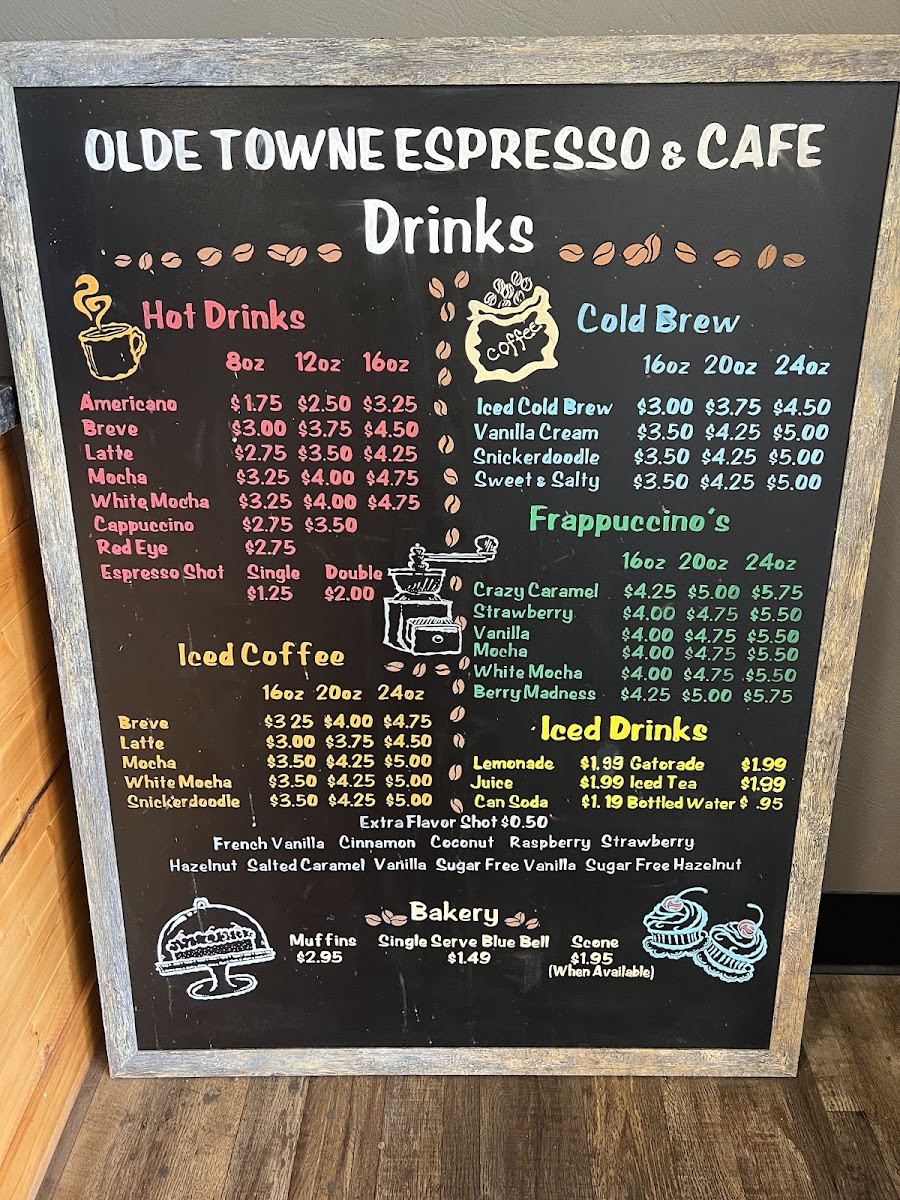 OLDE TOWNE ESPRESSO & CAFE
Drinks
Hot Drinks
8oz 12oz 16oz
Americano $1.75 $2.50 $3.25
Breve $3.00 $3.75 $4.50
Latte $2.75 $3.50 $4.25
Mocha $3.25 $4.00 $4.75
White Mocha $3.25 $4.00 $4.75
Cappuccino $2.75 $3.50
Red Eye $2.75
Espresso Shot Single Double
$1.25 $2.00
Iced Coffee
16oz 20oz 24oz
Breve $3 25 $4.00 $4.75
Latte $3.00 $3.75 $4.50
Mocha $3.50 $4.25 $5.00
White Mocha $3.50 $4.25 $5.00
Snickerdoodle $3.50 $4.25 $5.00
coffee
Cold Brew
16oz 20oz 24oz
Iced Cold Brew $3.00 $3.75 $4.50
Vanilla Cream $3.50 $4.25 $5.00
Snickerdoodle $3.50 $4.25 $5.00
Sweet & Salty $3.50 $4.25 $5.00
Frappuccino's
16oz 20oz 24oz
Crazy Caramel $4.25 $5.00 $5.75
Strawberry $4.00 $4.75 $5.50
Vanilla $4.00 $4.75 $5.50
Mocha $4.00 $4.75 $5.50
White Mocha $4.00 $4.75 $5.50
Berry Madness $4.25 $5.00 $5.75
Iced Drinks
Lemonade $1.99 Gatorade $1.99
Juice $1.99 Iced Tea $1.99
Can Soda $1.19 Bottled Water $ .95
Extra Flavor Shot $0.50
French Vanilla Cinnamon Coconut Raspberry Strawberry
Hazelnut Salted Caramel Vanilla Sugar Free Vanilla Sugar Free Hazelnut
Bakery
Muffins Single Serve Blue Bell Scone
$2.95 $1.49 $1.95
(When Available)